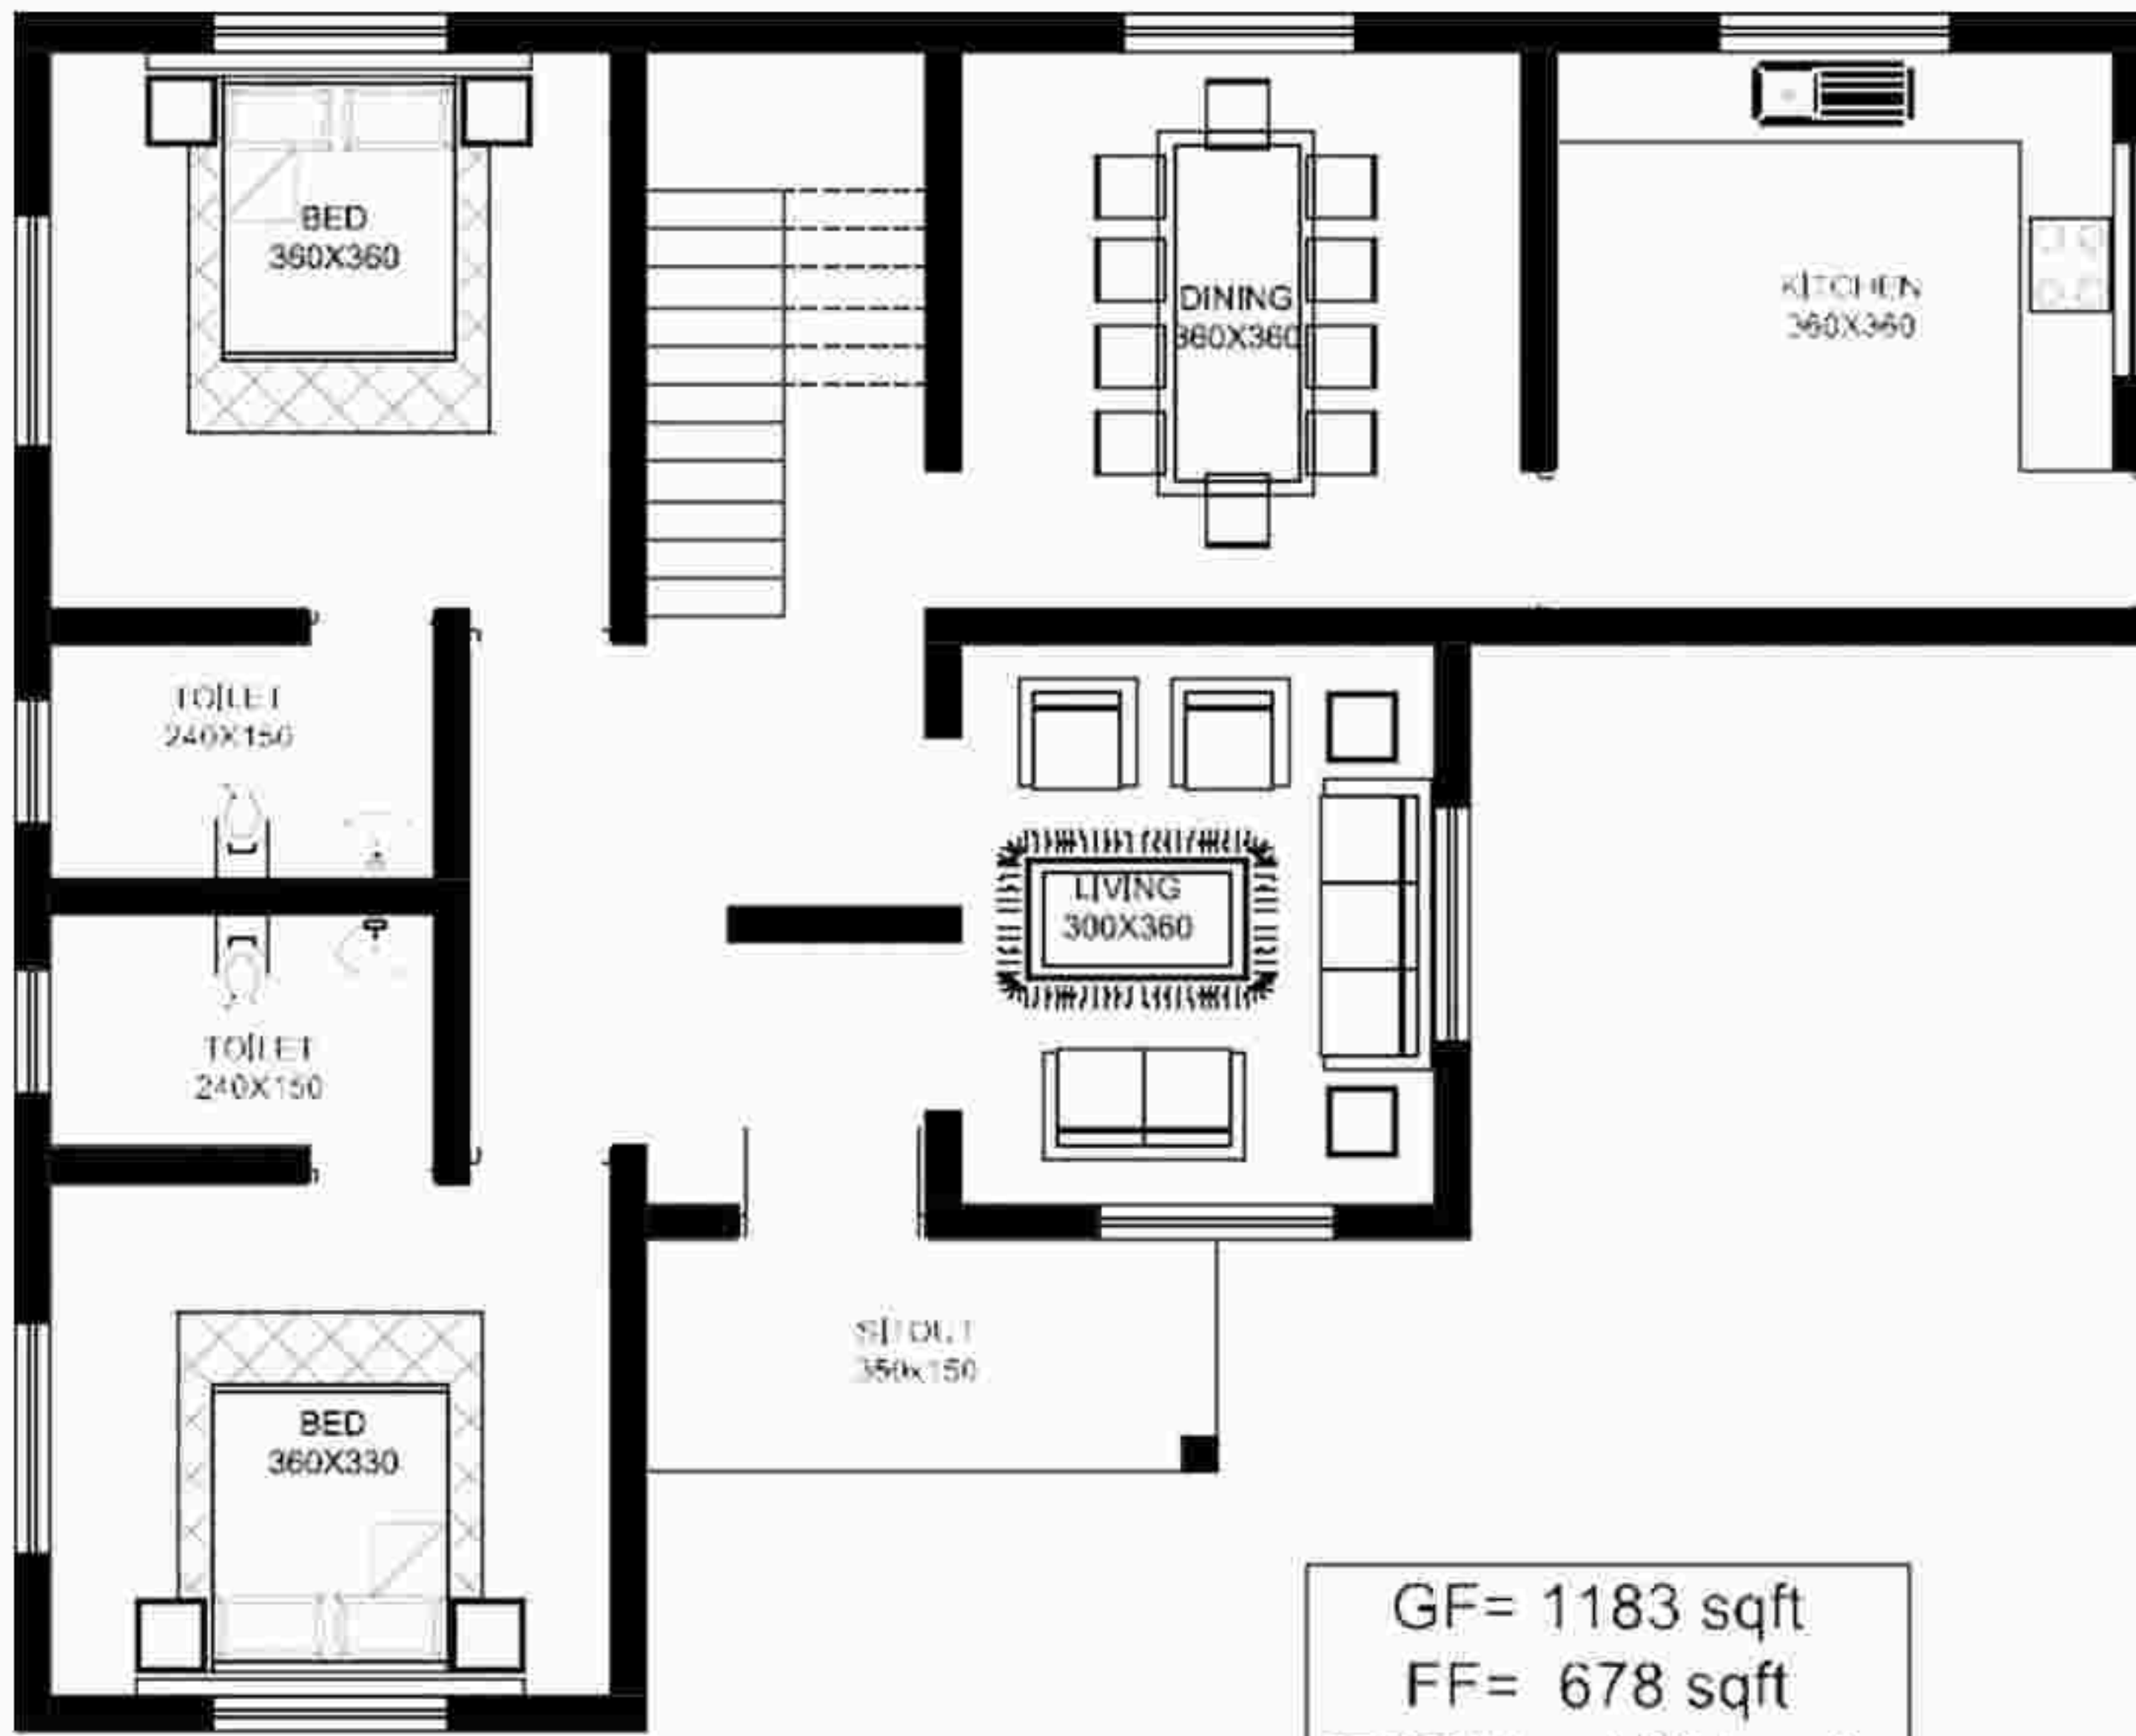 BED
360X360
DINING
360X360
KITCHEN
360X360
TOILET
240X150
LIVING
300X360
TOILET
240X150
SITOUT
350x150
BED
360X330
GF= 1183 sqft
FF= 678 sqft